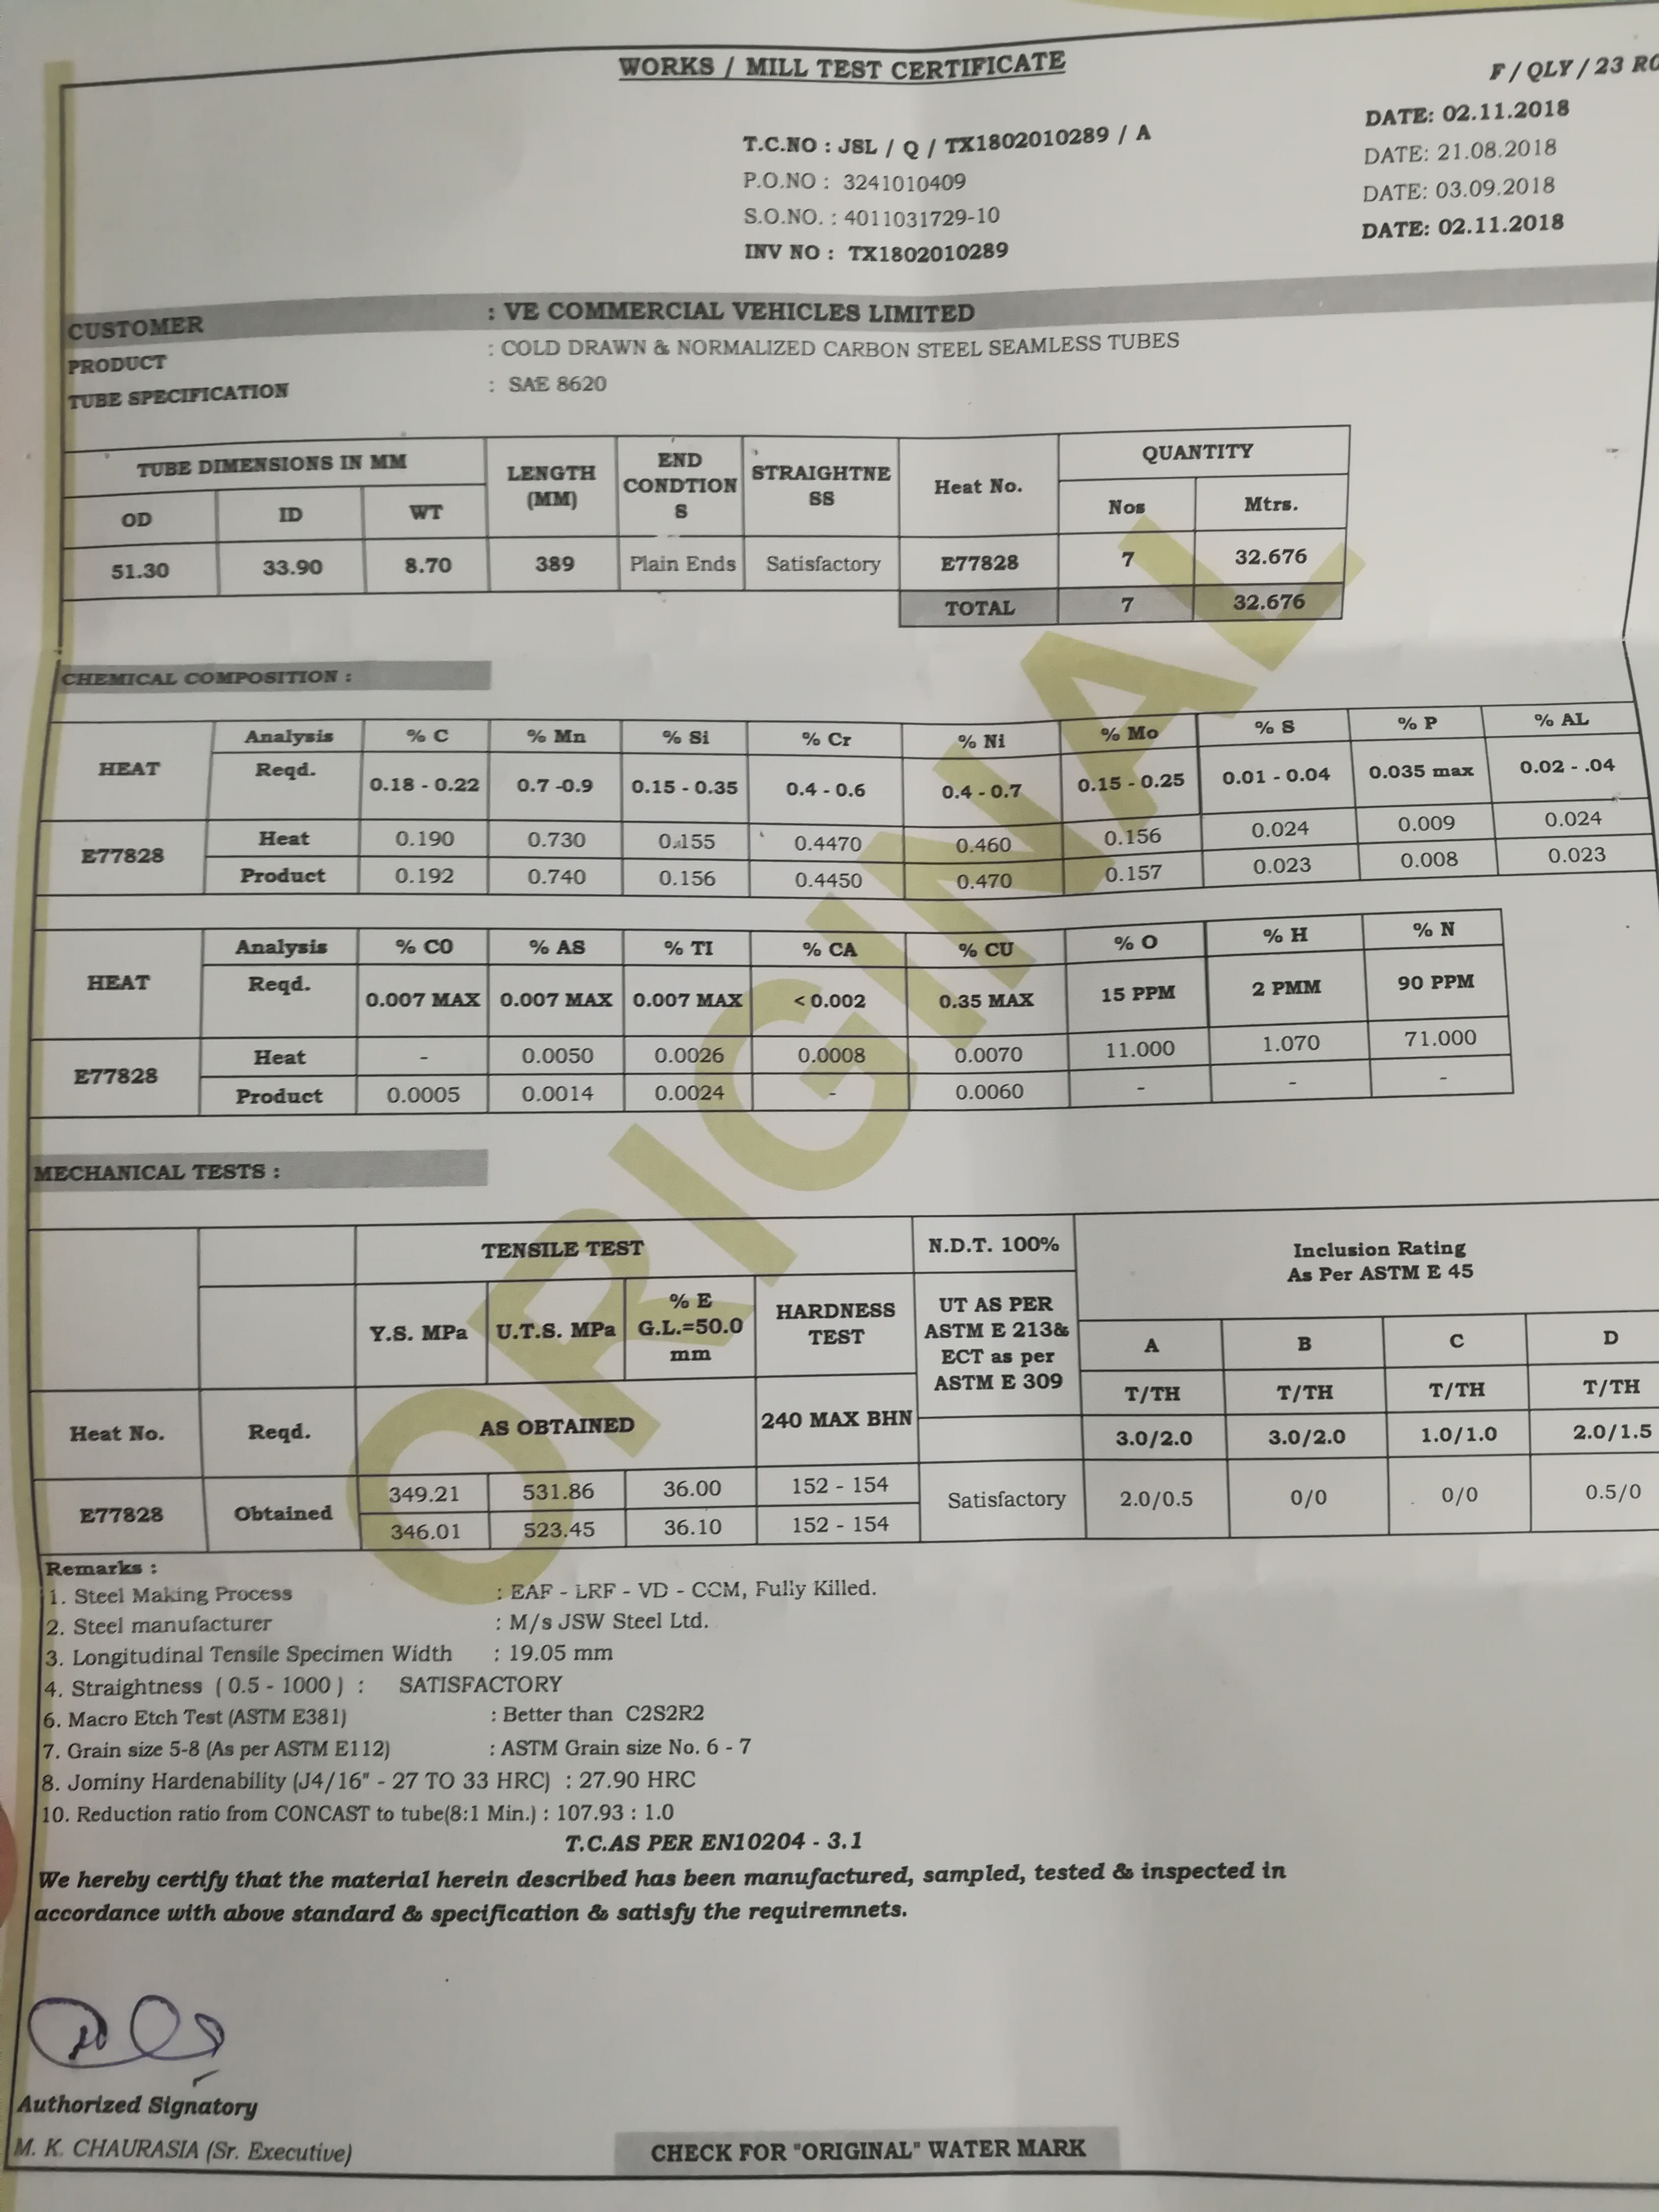 WORKS / MILL TEST CERTIFICATE
F / QLY / 23
T.C.NO : JSL / Q / TX1802010289 / A DATE: 02.11.2018
P.O.NO : 3241010409 DATE: 21.08.2018
S.O.NO. : 4011031729-10 DATE: 03.09.2018
INV NO : TX1802010289 DATE: 02.11.2018
CUSTOMER : VE COMMERCIAL VEHICLES LIMITED
PRODUCT : COLD DRAWN & NORMALIZED CARBON STEEL SEAMLESS TUBES
TUBE SPECIFICATION : SAE 8620
TUBE DIMENSIONS IN MM LENGTH (MM) END CONDTION S STRAIGHTNE SS Heat No. QUANTITY
OD ID WT Nos Mtrs.
51.30 33.90 8.70 389 Plain Ends Satisfactory E77828 7 32.676
TOTAL 7 32.676
CHEMICAL COMPOSITION :
HEAT Analysis % C % Mn % Si % Cr % Ni % Mo % S % P % AL
Reqd. 0.18 - 0.22 0.7 -0.9 0.15 - 0.35 0.4 - 0.6 0.4 - 0.7 0.15 - 0.25 0.01 - 0.04 0.035 max 0.02 - .04
E77828 Heat 0.190 0.730 0.155 0.4470 0.460 0.156 0.024 0.009 0.024
Product 0.192 0.740 0.156 0.4450 0.470 0.157 0.023 0.008 0.023
HEAT Analysis % CO % AS % TI % CA % CU % O % H % N
Reqd. 0.007 MAX 0.007 MAX 0.007 MAX < 0.002 0.35 MAX 15 PPM 2 PMM 90 PPM
E77828 Heat - 0.0050 0.0026 0.0008 0.0070 11.000 1.070 71.000
Product 0.0005 0.0014 0.0024 - 0.0060 - - -
MECHANICAL TESTS :
TENSILE TEST N.D.T. 100% Inclusion Rating
As Per ASTM E 45
Y.S. MPa U.T.S. MPa % E G.L.=50.0 mm HARDNESS TEST UT AS PER ASTM E 213& ECT as per ASTM E 309 A B C D
T/TH T/TH T/TH T/TH
Heat No. Reqd. AS OBTAINED 240 MAX BHN 3.0/2.0 3.0/2.0 1.0/1.0 2.0/1.5
E77828 Obtained 349.21 531.86 36.00 152 - 154 Satisfactory 2.0/0.5 0/0 0/0 0.5/0
346.01 523.45 36.10 152 - 154
Remarks :
1. Steel Making Process : EAF - LRF - VD - CCM, Fully Killed.
2. Steel manufacturer : M/s JSW Steel Ltd.
3. Longitudinal Tensile Specimen Width : 19.05 mm
4. Straightness ( 0.5 - 1000 ) : SATISFACTORY
6. Macro Etch Test (ASTM E381) : Better than C2S2R2
7. Grain size 5-8 (As per ASTM E112) : ASTM Grain size No. 6 - 7
8. Jominy Hardenability (J4/16" - 27 TO 33 HRC) : 27.90 HRC
10. Reduction ratio from CONCAST to tube(8:1 Min.) : 107.93 : 1.0
T.C.AS PER EN10204 - 3.1
We hereby certify that the material herein described has been manufactured, sampled, tested & inspected in
accordance with above standard & specification & satisfy the requiremnets.
Authorized Signatory
M. K. CHAURASIA (Sr. Executive)
CHECK FOR "ORIGINAL" WATER MARK
ORIGINAL